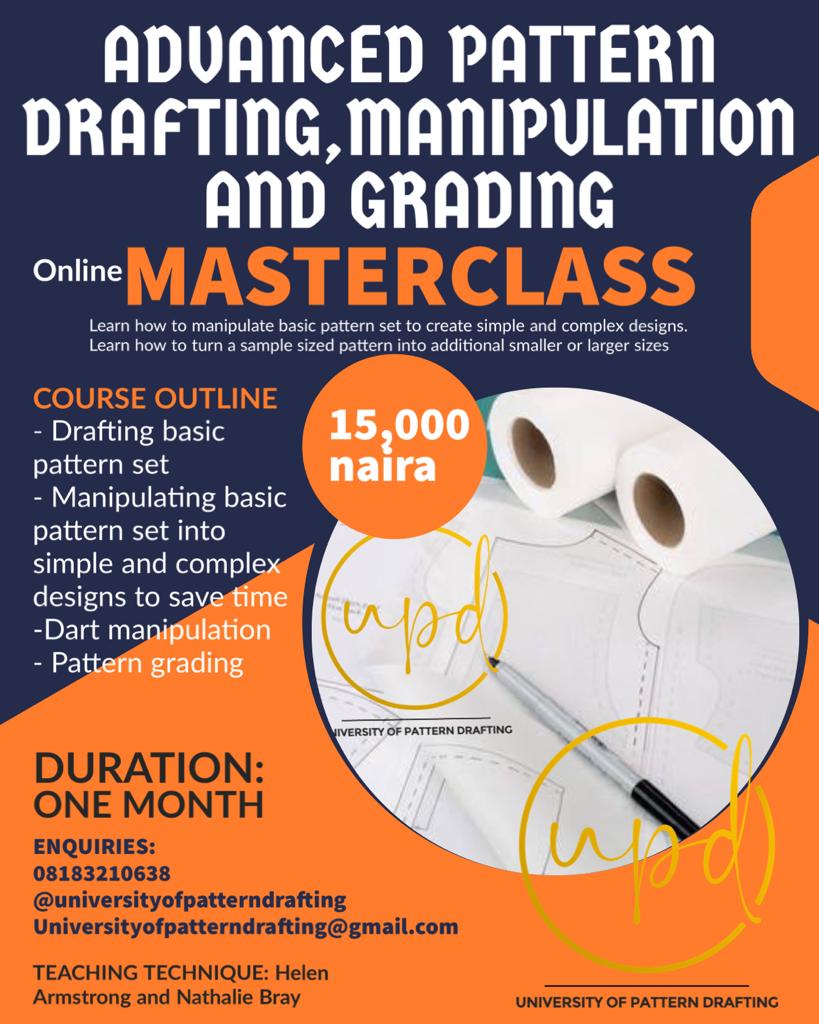 ADVANCED PATTERN
DRAFTING,MANIPULATION
AND GRADING
Online MASTERCLASS
Learn how to manipulate basic pattern set to create simple and complex designs.
Learn how to turn a sample sized pattern into additional smaller or larger sizes
COURSE OUTLINE
- Drafting basic
pattern set
- Manipulating basic
pattern set into
simple and complex
designs to save time
-Dart manipulation
- Pattern grading
15,000
naira
upd
IVERSITY OF PATTERN DRAFTING
DURATION:
ONE MONTH
ENQUIRIES:
08183210638
@universityofpatterndrafting
Universityofpatterndrafting@gmail.com
TEACHING TECHNIQUE: Helen
Armstrong and Nathalie Bray
upd
UNIVERSITY OF PATTERN DRAFTING